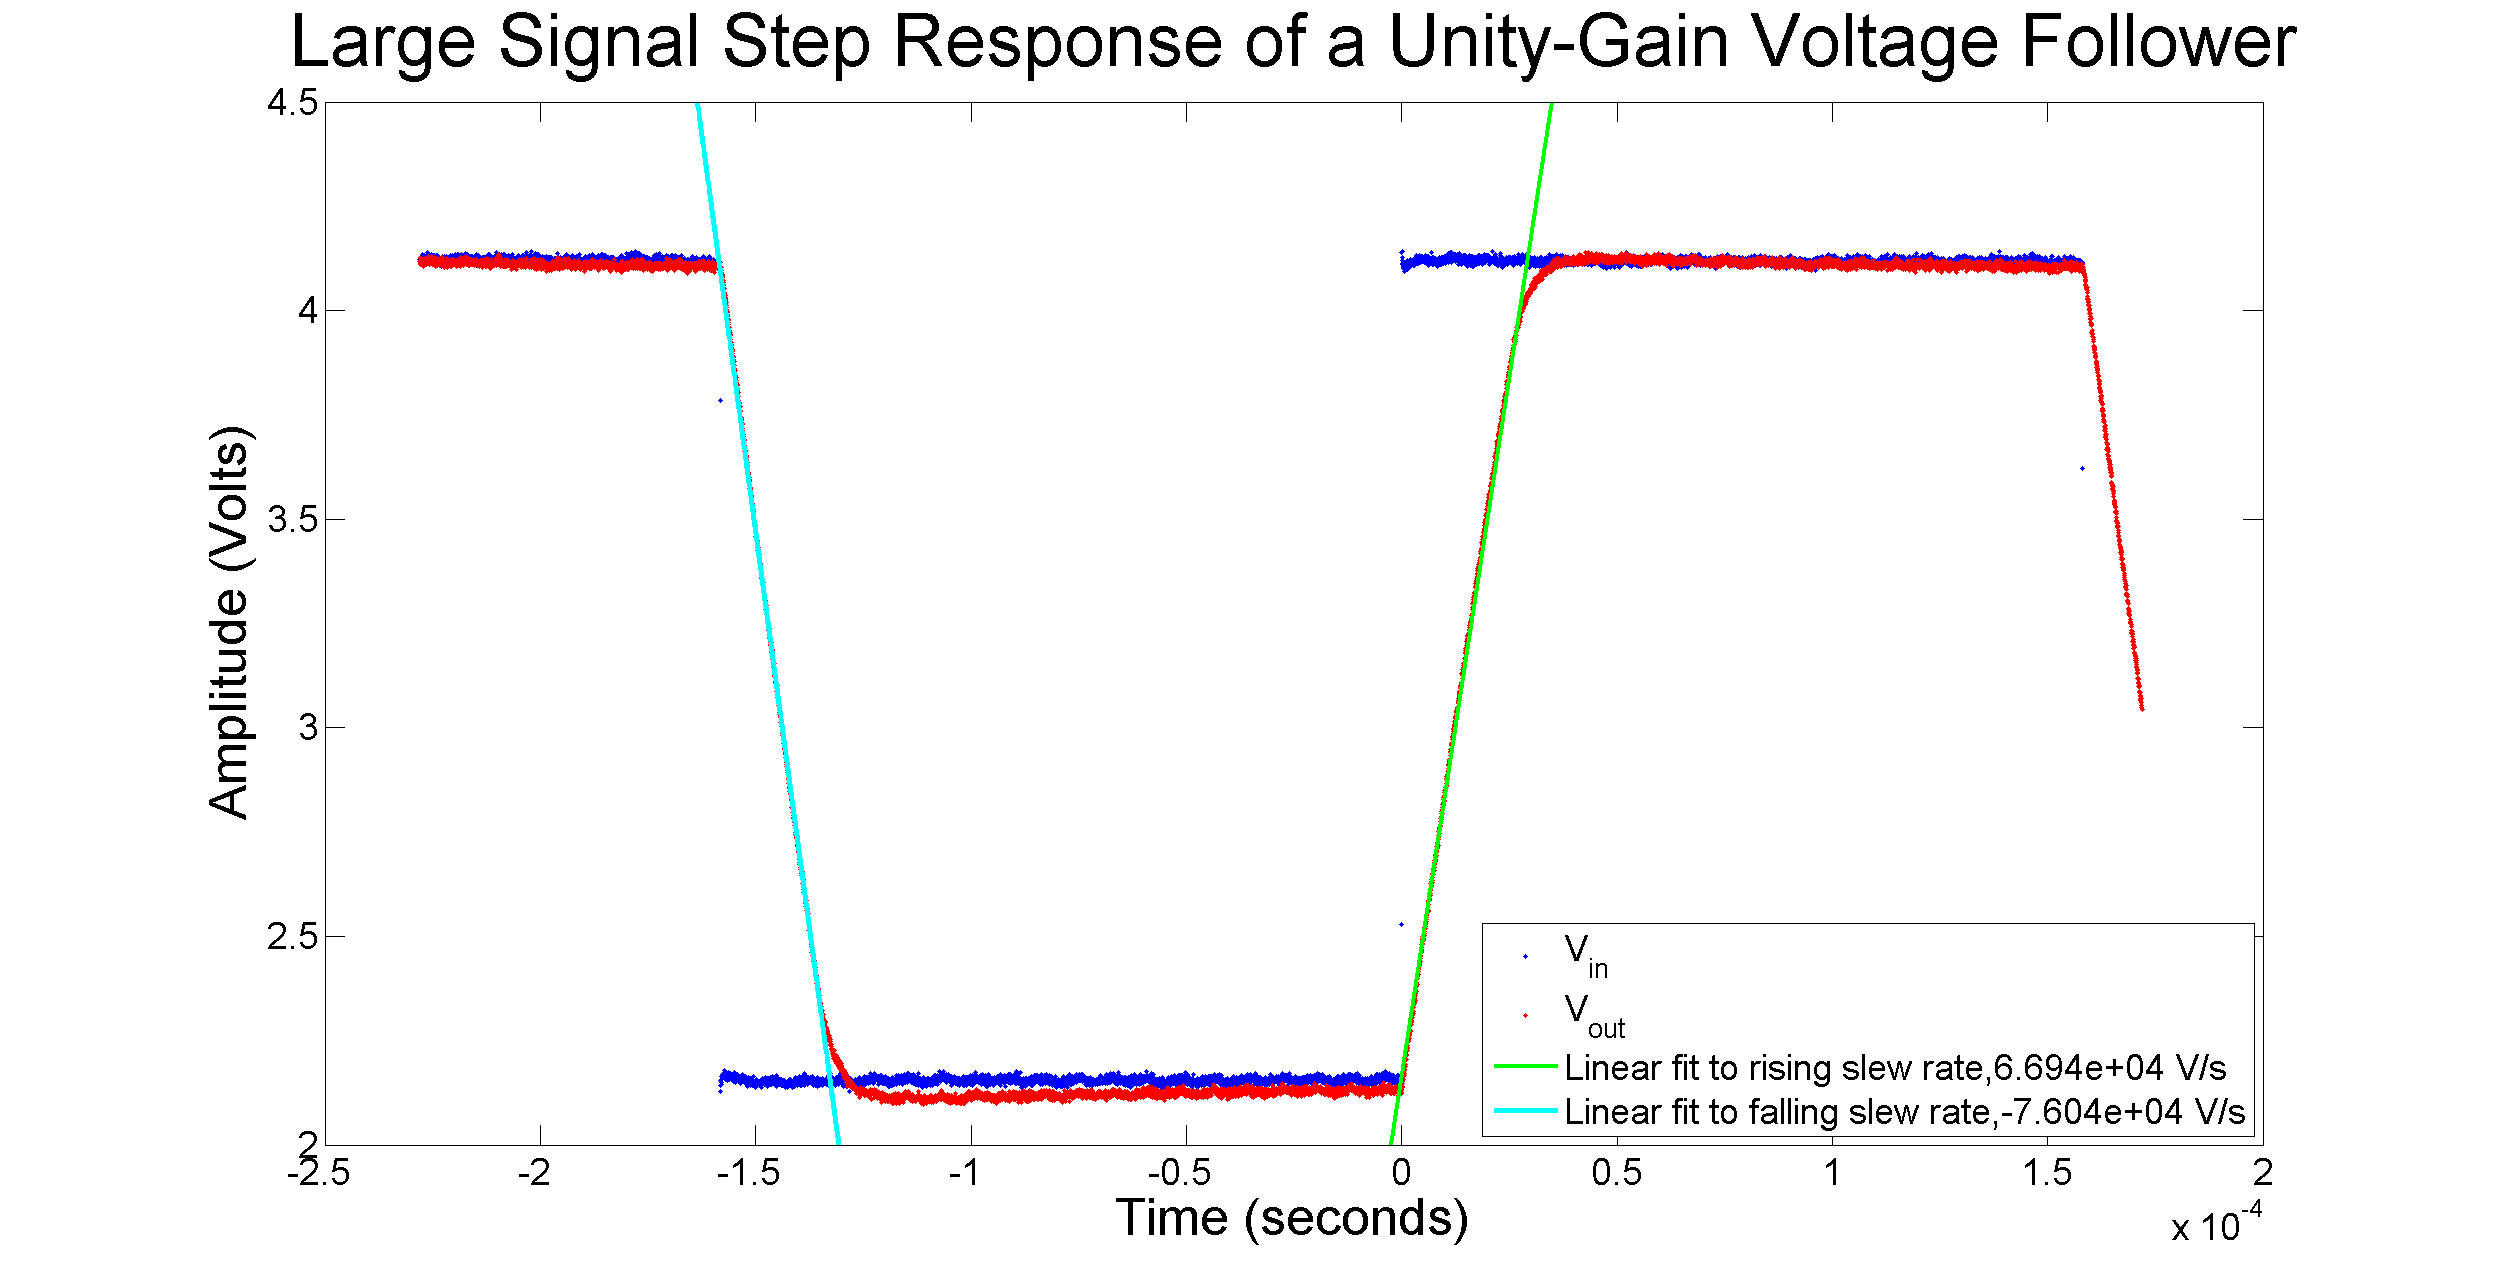 Large Signal Step Response of a Unity-Gain Voltage Follower
4.5
4
3.5
3
2.5
2
Amplitude (Volts)
-2.5 -2 -1.5 -1 -0.5 0 0.5 1 1.5 2
Time (seconds)
x 10-4
Vin
Vout
Linear fit to rising slew rate,6.694e+04 V/s
Linear fit to falling slew rate,-7.604e+04 V/s